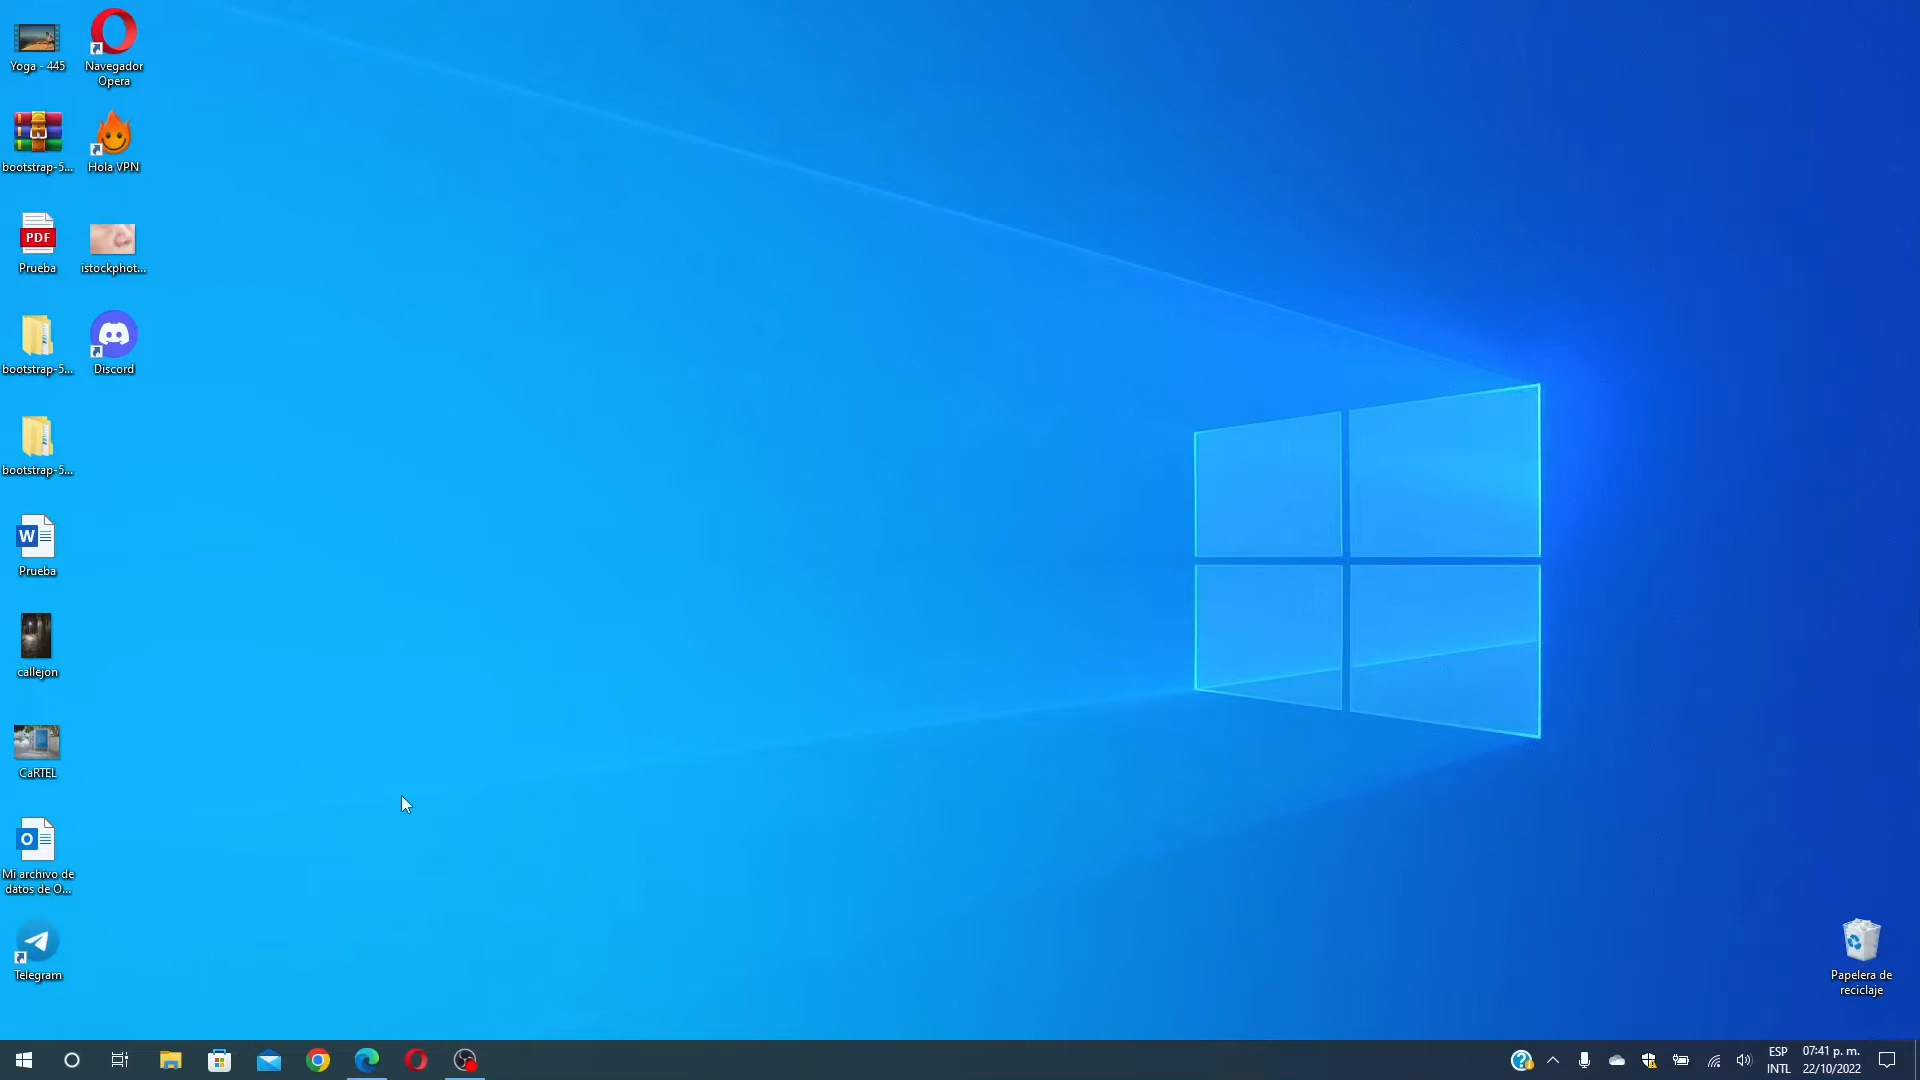 Yoga - 445
Navegador
Opera
bootstrap-5...
Hola VPN
PDF
Prueba
istockphot...
bootstrap-5...
Discord
bootstrap-5...
W
Prueba
callejon
CaRTEL
O
Mi archivo de
datos de O...
Telegram
Papelera de
reciclaje
ESP
INTL
07:41 p. m.
22/10/2022